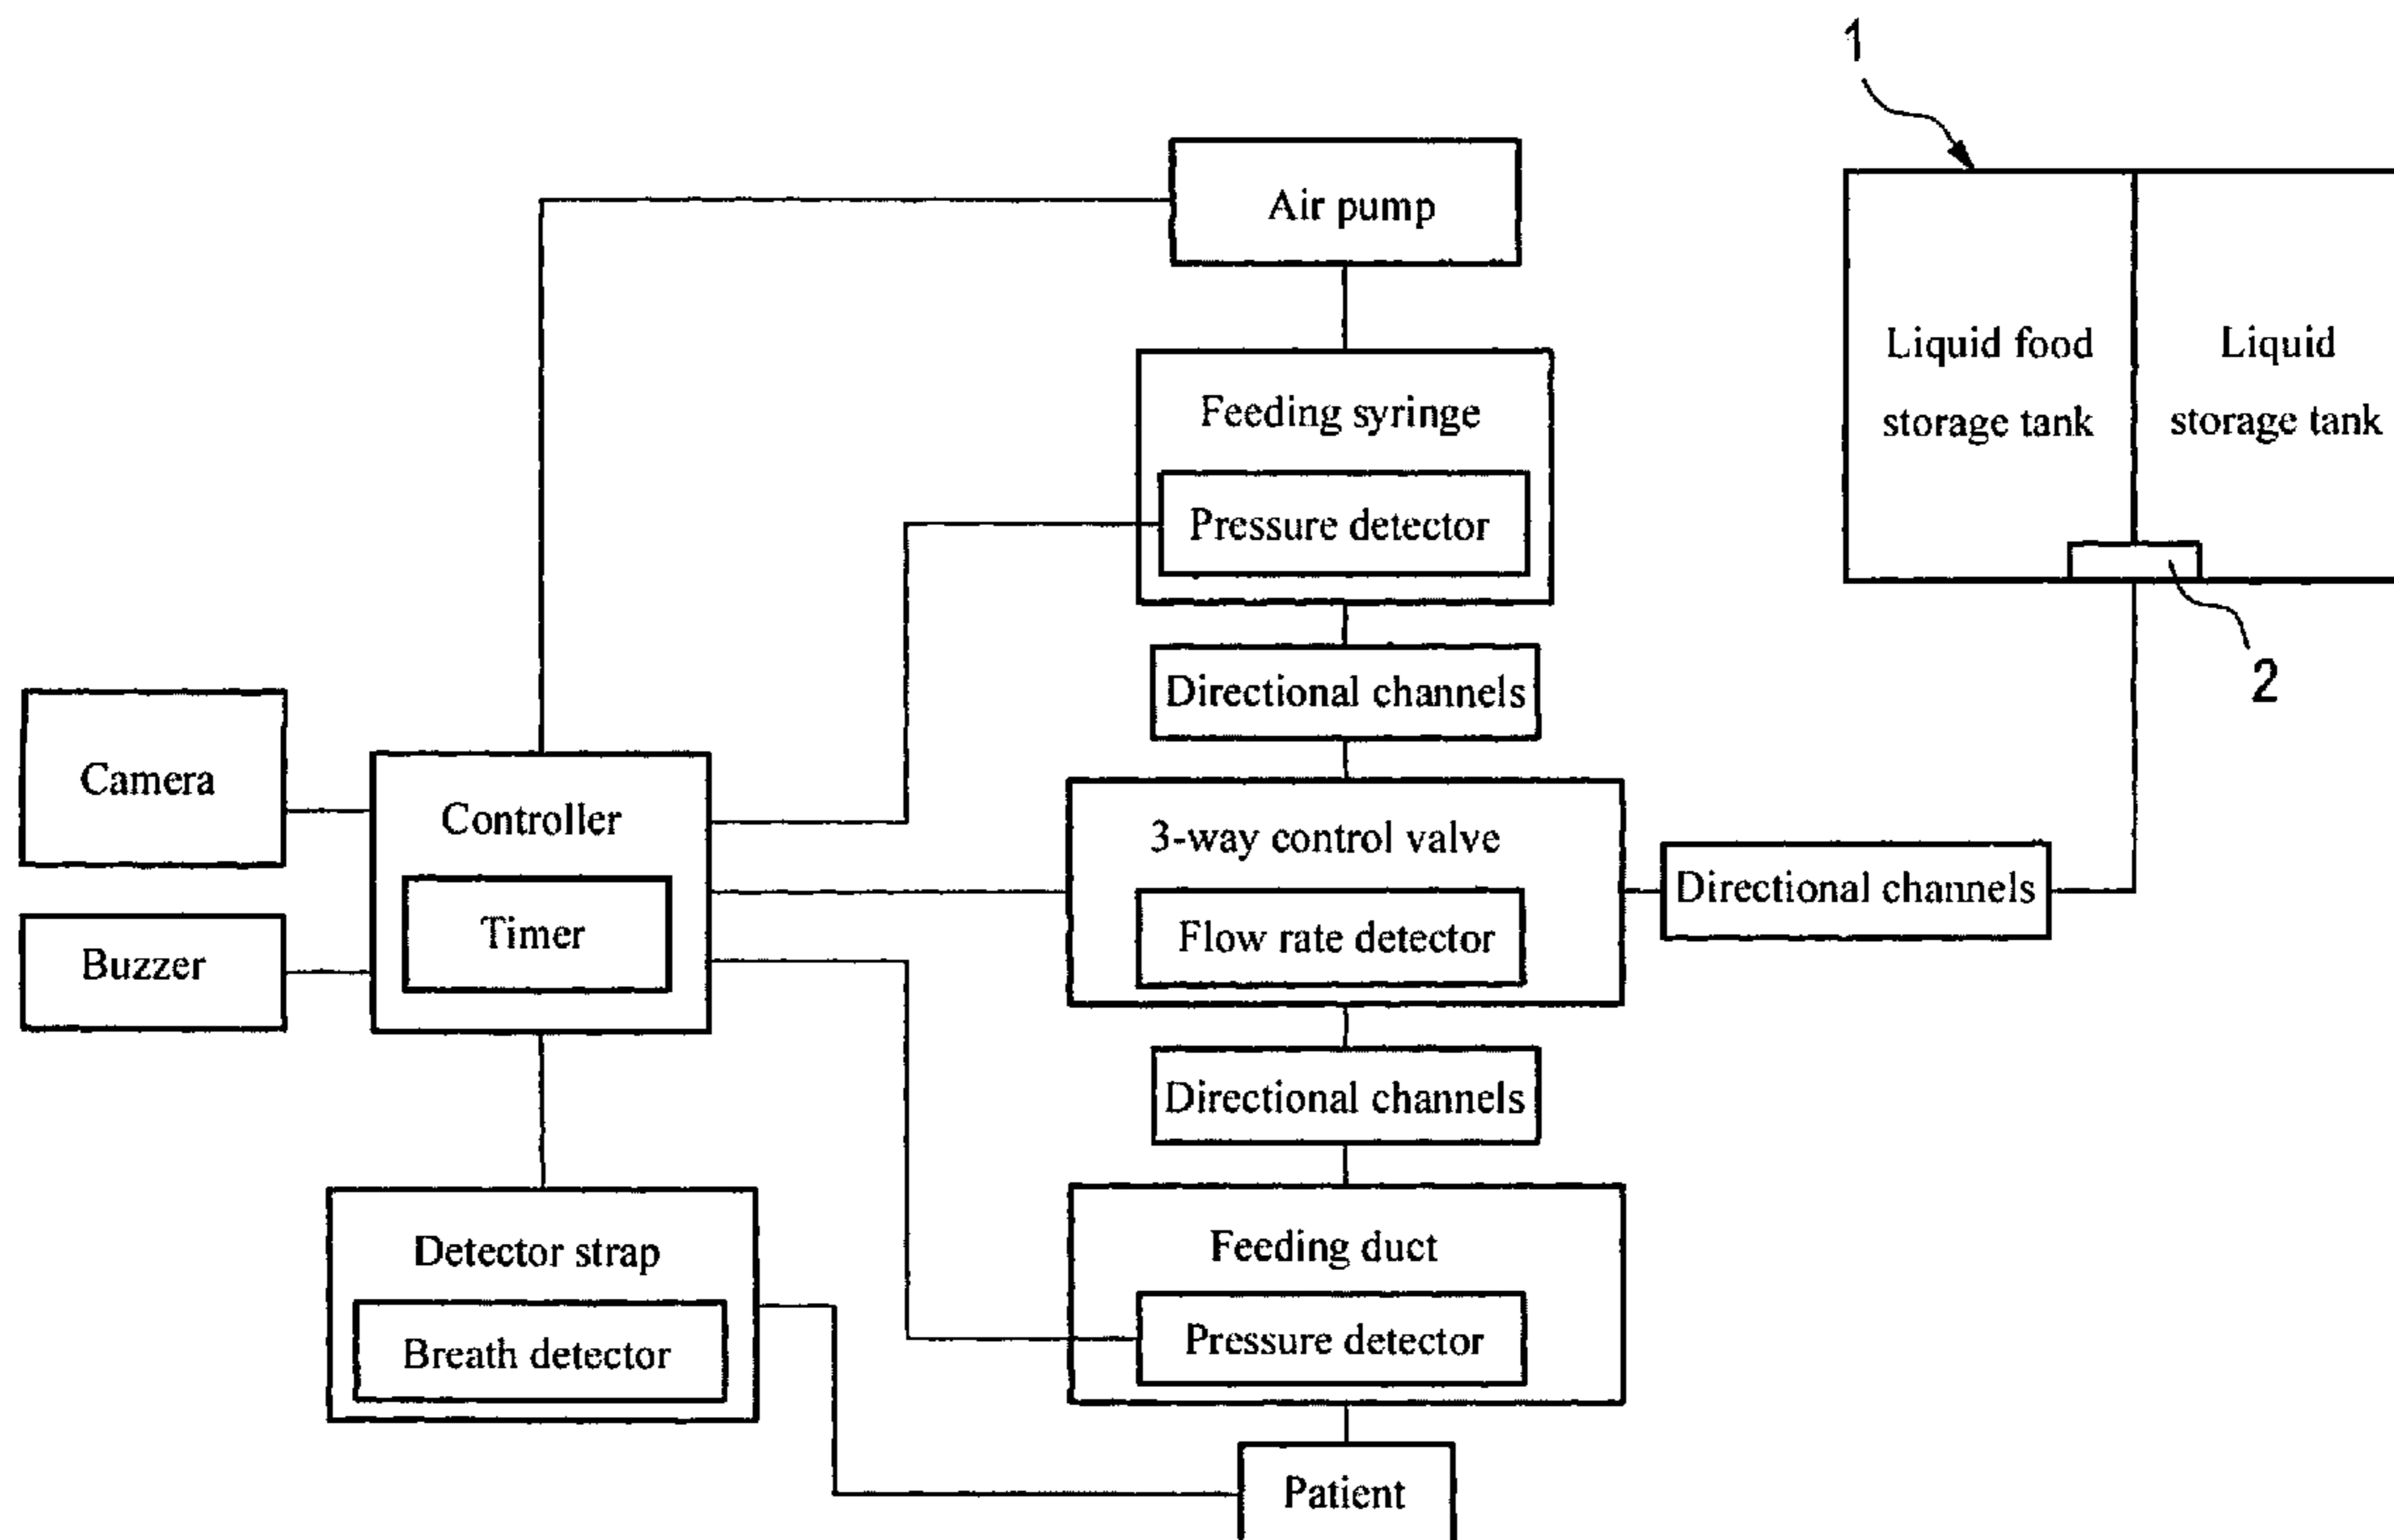 1
Air pump
Liquid food
storage tank
Liquid
storage tank
Feeding syringe
Pressure detector
2
Directional channels
Camera
Controller
Timer
Buzzer
3-way control valve
Flow rate detector
Directional channels
Directional channels
Detector strap
Breath detector
Feeding duct
Pressure detector
Patient